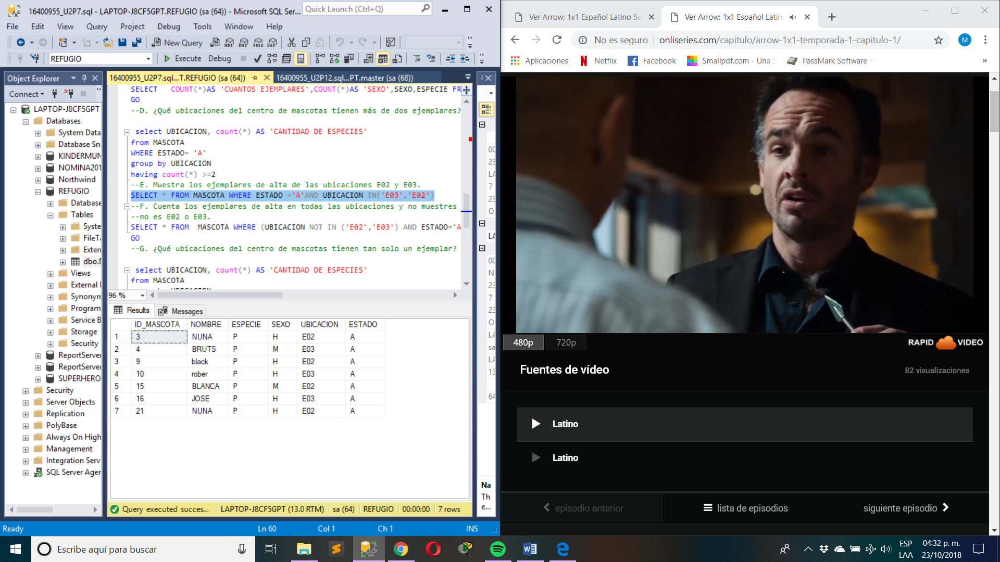 16400955_U2P7.sql - LAPTOP-J8CF5GPT.REFUGIO (sa (64)) - Microsoft SQL Ser...
Quick Launch (Ctrl+Q)
File Edit View Query Project Debug Tools Window Help
New Query
REFUGIO
Execute Debug
Object Explorer
Connect
LAPTOP-J8CF5GPT
Databases
System Data
Database Sn
KINDERMUN
NOMINA201
Northwind
REFUGIO
Database
Tables
Syste
FileTa
Exter
dbo.
Views
External
Synonym
Program
Service B
Storage
Security
ReportServer
ReportServer
SUPERHERO
Security
Server Objects
Replication
PolyBase
Always On High
Management
Integration Serv
SQL Server Agen
16400955_U2P7.sql...T.REFUGIO (sa (64))
16400955_U2P12.sql...PT.master (sa (68))
SELECT COUNT(*)AS 'CUANTOS EJEMPLARES',COUNT(*)AS 'SEXO',SEXO,ESPECIE FR
GO
--D. ¿Qué ubicaciones del centro de mascotas tienen más de dos ejemplares?
select UBICACION, count(*) AS 'CANTIDAD DE ESPECIES'
from MASCOTA
WHERE ESTADO= 'A'
group by UBICACION
having count(*) >=2
--E. Muestra los ejemplares de alta de las ubicaciones E02 y E03.
SELECT * FROM MASCOTA WHERE ESTADO ='A'AND UBICACION IN('E03','E02')
--F. Cuenta los ejemplares de alta en todas las ubicaciones y no muestres
--no es E02 o E03.
SELECT * FROM MASCOTA WHERE (UBICACION NOT IN ('E02','E03') AND ESTADO='A
GO
--G. ¿Qué ubicaciones del centro de mascotas tienen tan solo un ejemplar?
select UBICACION, count(*) AS 'CANTIDAD DE ESPECIES'
from MASCOTA
96 %
Results Messages
ID_MASCOTA NOMBRE ESPECIE SEXO UBICACION ESTADO
1 3 NUNA P H E02 A
2 4 BRUTS P M E03 A
3 9 black P H E02 A
4 10 rober P H E03 A
5 15 BLANCA P M E02 A
6 16 JOSE P H E03 A
7 21 NUNA P H E02 A
Query executed succes... LAPTOP-J8CF5GPT (13.0 RTM) sa (64) REFUGIO 00:00:00 7 rows
Na
Th
e...
Ready Ln 60 Col 1 Ch 1 INS
Ver Arrow: 1x1 Español Latino Su
Ver Arrow: 1x1 Español Latin
No es seguro onliseries.com/capitulo/arrow-1x1-temporada-1-capitulo-1/
M
Aplicaciones Netflix Facebook Smallpdf.com - Una S PassMark Software -
480p 720p
RAPID VIDEO
Fuentes de vídeo
82 visualizaciones
Latino
Latino
episodio anterior
lista de episodios
siguiente episodio
Escribe aquí para buscar
ESP
LAA
04:32 p. m.
23/10/2018